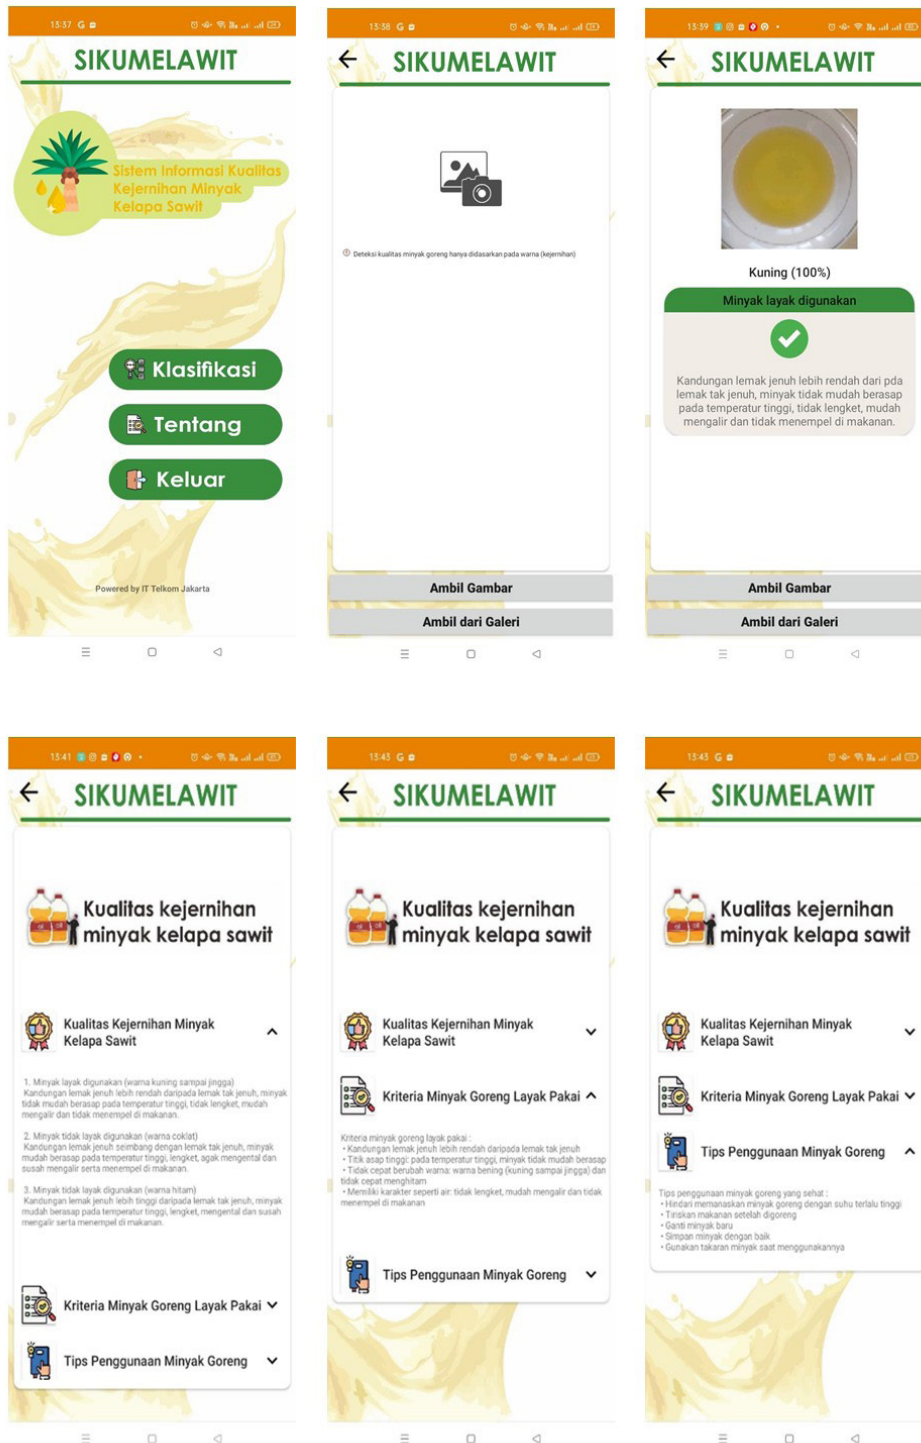 13:37 G
SIKUMELAWIT
Sistem Informasi Kualitas
Kejernihan Minyak
Kelapa Sawit
Klasifikasi
Tentang
Keluar
Powered by IT Telkom Jakarta
13:38 G
SIKUMELAWIT
Deteksi kualitas minyak goreng hanya didasarkan pada warna (kejernihan)
Ambil Gambar
Ambil dari Galeri
13:39
SIKUMELAWIT
Kuning (100%)
Minyak layak digunakan
Kandungan lemak jenuh lebih rendah dari pda
lemak tak jenuh, minyak tidak mudah berasap
pada temperatur tinggi, tidak lengket, mudah
mengalir dan tidak menempel di makanan.
Ambil Gambar
Ambil dari Galeri
13:41
SIKUMELAWIT
Kualitas kejernihan
minyak kelapa sawit
Kualitas Kejernihan Minyak
Kelapa Sawit
1. Minyak layak digunakan (warna kuning sampai jingga)
Kandungan lemak jenuh lebih rendah daripada lemak tak jenuh, minyak
tidak mudah berasap pada temperatur tinggi, tidak lengket, mudah
mengalir dan tidak menempel di makanan.
2. Minyak tidak layak digunakan (warna coklat)
Kandungan lemak jenuh seimbang dengan lemak tak jenuh, minyak
mudah berasap pada temperatur tinggi, lengket, agak mengental dan
susah mengalir serta menempel di makanan.
3. Minyak tidak layak digunakan (warna hitam)
Kandungan lemak jenuh lebih tinggi daripada lemak tak jenuh, minyak
mudah berasap pada temperatur tinggi, lengket, mengental dan susah
mengalir serta menempel di makanan.
Kriteria Minyak Goreng Layak Pakai
Tips Penggunaan Minyak Goreng
13:43 G
SIKUMELAWIT
Kualitas kejernihan
minyak kelapa sawit
Kualitas Kejernihan Minyak
Kelapa Sawit
Kriteria Minyak Goreng Layak Pakai
Kriteria minyak goreng layak pakai :
• Kandungan lemak jenuh lebih rendah daripada lemak tak jenuh
• Titik asap tinggi: pada temperatur tinggi, minyak tidak mudah berasap
• Tidak cepat berubah warna: warna bening (kuning sampai jingga) dan
tidak cepat menghitam
• Memiliki karakter seperti air: tidak lengket, mudah mengalir dan tidak
menempel di makanan
Tips Penggunaan Minyak Goreng
13:43 G
SIKUMELAWIT
Kualitas kejernihan
minyak kelapa sawit
Kualitas Kejernihan Minyak
Kelapa Sawit
Kriteria Minyak Goreng Layak Pakai
Tips Penggunaan Minyak Goreng
Tips penggunaan minyak goreng yang sehat :
• Hindari memanaskan minyak goreng dengan suhu terlalu tinggi
• Tiriskan makanan setelah digoreng
• Ganti minyak baru
• Simpan minyak dengan baik
• Gunakan takaran minyak saat menggunakannya